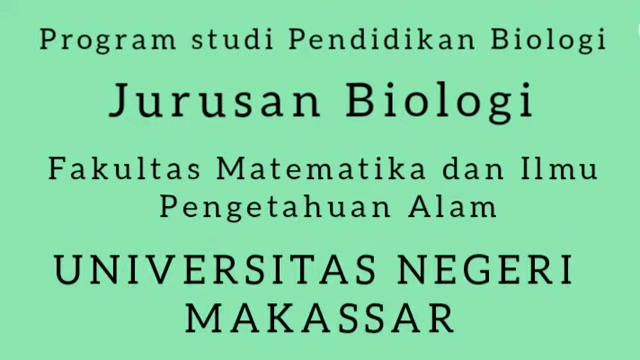 Program studi Pendidikan Biologi
Jurusan Biologi
Fakultas Matematika dan Ilmu
Pengetahuan Alam
UNIVERSITAS NEGERI
MAKASSAR